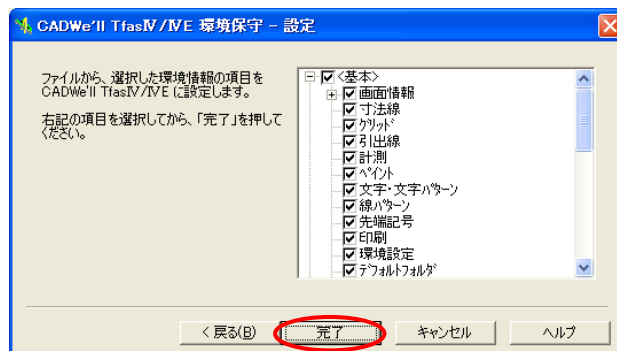 CADWe'll TfasⅣ/ⅣE 環境保守 - 設定
ファイルから、選択した環境情報の項目を
CADWe'll TfasⅣ/ⅣE に設定します。
右記の項目を選択してから、「完了」を押して
ください。
<基本>
画面情報
寸法線
グリッド
引出線
計測
ペイント
文字・文字パターン
線パターン
先端記号
印刷
環境設定
デフォルトフォルダ
< 戻る(B)
完了
キャンセル
ヘルプ